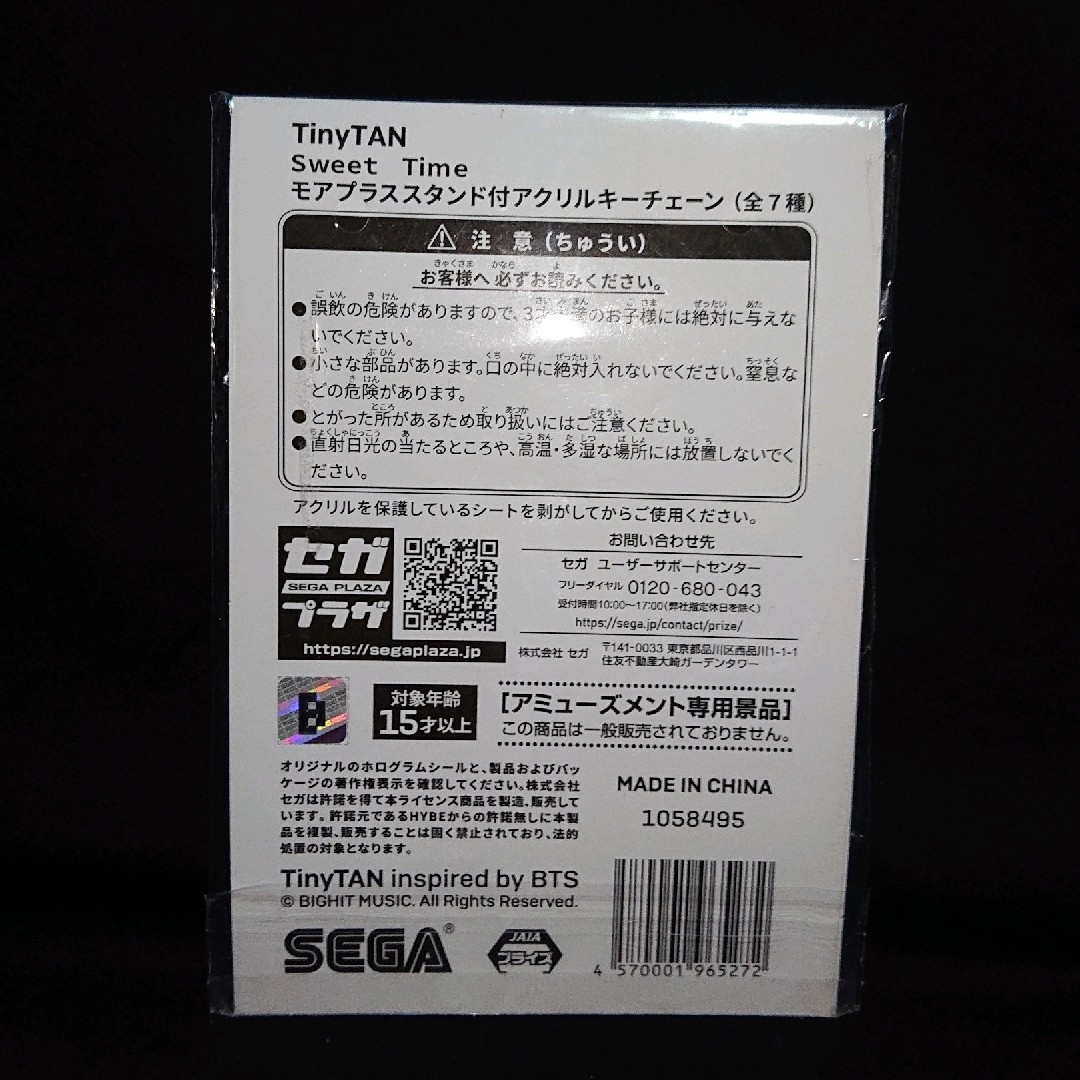 TinyTAN
Sweet Time
モアプラススタンド付アクリルキーチェーン(全7種)
⚠ 注 意(ちゅうい)
お客様へ必ずお読みください。
●誤飲の危険がありますので、3才未満のお子様には絶対に与えな
いでください。
●小さな部品があります。口の中に絶対入れないでください。窒息な
どの危険があります。
●とがった所があるため取り扱いにはご注意ください。
●直射日光の当たるところや、高温・多湿な場所には放置しないでく
ださい。
アクリルを保護しているシートを剥がしてからご使用ください。
セガ
SEGA PLAZA
プラザ
https://segaplaza.jp
お問い合わせ先
セガ ユーザーサポートセンター
フリーダイヤル 0120-680-043
受付時間10:00〜17:00(弊社指定休日を除く)
https://sega.jp/contact/prize/
株式会社 セガ 〒141-0033 東京都品川区西品川1-1-1
住友不動産大崎ガーデンタワー
対象年齢
15才以上
[アミューズメント専用景品]
この商品は一般販売されておりません。
オリジナルのホログラムシールと、製品およびパッ
ケージの著作権表示を確認してください。株式会社
セガは許諾を得て本ライセンス商品を製造、販売して
います。許諾元であるHYBEからの許諾無しに本製
品を複製、販売することは固く禁止されており、法的
処置の対象となります。
MADE IN CHINA
1058495
TinyTAN inspired by BTS
© BIGHIT MUSIC. All Rights Reserved.
SEGA®
JAIA
プライズ
4 570001 965272